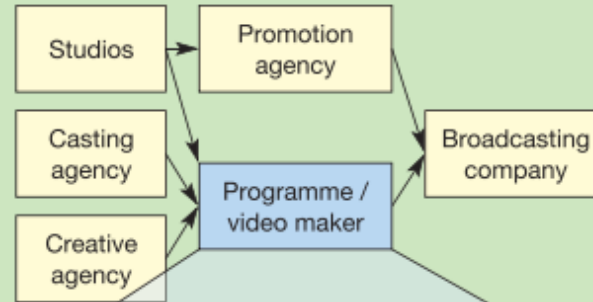 Studios
Promotion
agency
Casting
agency
Broadcasting
company
Programme /
video maker
Creative
agency